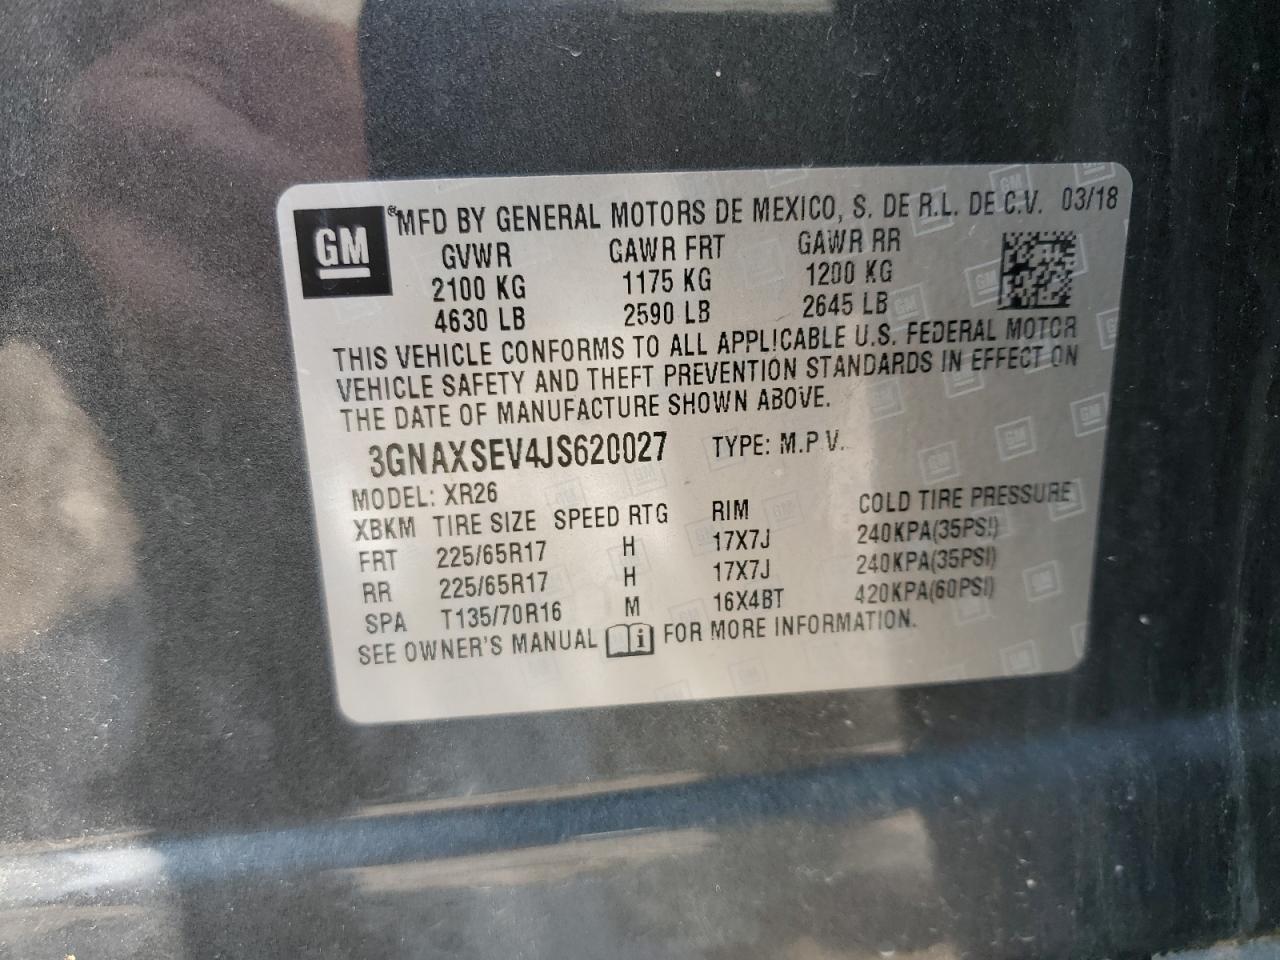 GM ®MFD BY GENERAL MOTORS DE MEXICO, S. DE R.L. DE C.V. 03/18
GVWR GAWR FRT GAWR RR
2100 KG 1175 KG 1200 KG
4630 LB 2590 LB 2645 LB
THIS VEHICLE CONFORMS TO ALL APPLICABLE U.S. FEDERAL MOTOR
VEHICLE SAFETY AND THEFT PREVENTION STANDARDS IN EFFECT ON
THE DATE OF MANUFACTURE SHOWN ABOVE.
3GNAXSEV4JS620027 TYPE: M.P.V.
MODEL: XR26
XBKM TIRE SIZE SPEED RTG RIM COLD TIRE PRESSURE
FRT 225/65R17 H 17X7J 240KPA(35PSI)
RR 225/65R17 H 17X7J 240KPA(35PSI)
SPA T135/70R16 M 16X4BT 420KPA(60PSI)
SEE OWNER'S MANUAL i FOR MORE INFORMATION.